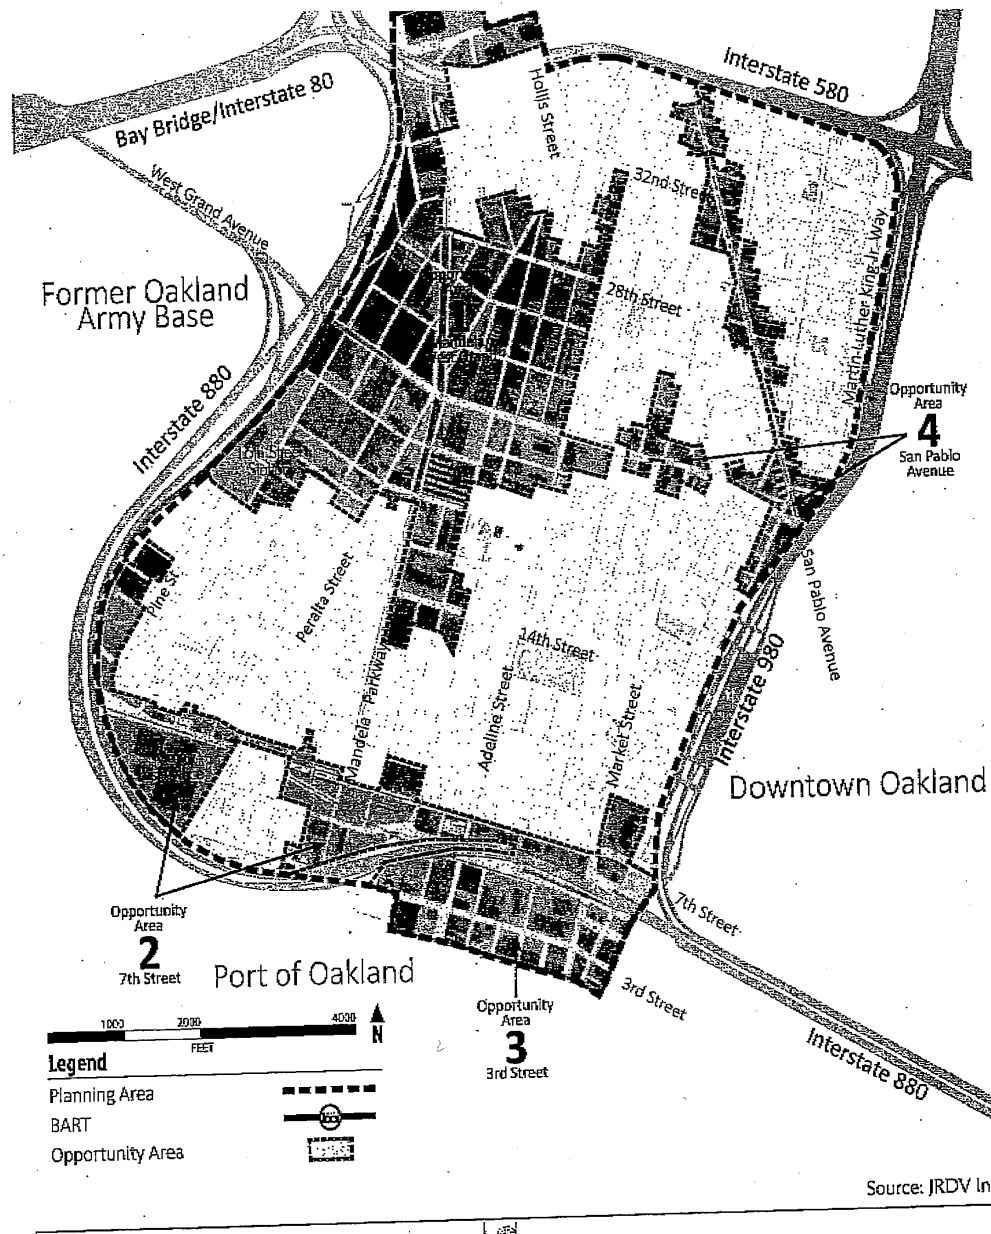 Interstate 580
Hollis Street
Bay Bridge/Interstate 80
West Grand Avenue
32nd Street
Martin Luther King Jr. Way
Former Oakland
Army Base
28th Street
Interstate 880
Opportunity
Area
4
San Pablo
Avenue
16th Street
Station
Pine St
Peralta Street
San Pablo Avenue
14th Street
Mandela Parkway
Adeline Street
Market Street
Interstate 980
Downtown Oakland
Opportunity
Area
2
7th Street
Port of Oakland
7th Street
3rd Street
Opportunity
Area
3
3rd Street
Interstate 880
1000 2000 4000
FEET
N
Legend
Planning Area
BART
Opportunity Area
Source: JRDV In